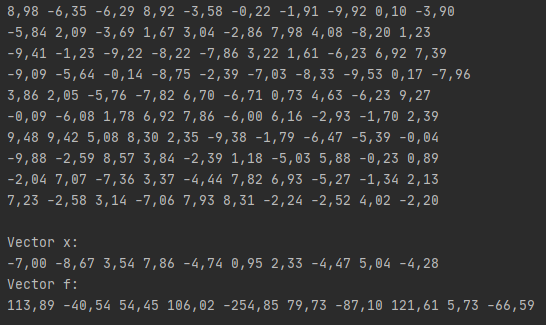 8,98 -6,35 -6,29 8,92 -3,58 -0,22 -1,91 -9,92 0,10 -3,90
-5,84 2,09 -3,69 1,67 3,04 -2,86 7,98 4,08 -8,20 1,23
-9,41 -1,23 -9,22 -8,22 -7,86 3,22 1,61 -6,23 6,92 7,39
-9,09 -5,64 -0,14 -8,75 -2,39 -7,03 -8,33 -9,53 0,17 -7,96
3,86 2,05 -5,76 -7,82 6,70 -6,71 0,73 4,63 -6,23 9,27
-0,09 -6,08 1,78 6,92 7,86 -6,00 6,16 -2,93 -1,70 2,39
9,48 9,42 5,08 8,30 2,35 -9,38 -1,79 -6,47 -5,39 -0,04
-9,88 -2,59 8,57 3,84 -2,39 1,18 -5,03 5,88 -0,23 0,89
-2,04 7,07 -7,36 3,37 -4,44 7,82 6,93 -5,27 -1,34 2,13
7,23 -2,58 3,14 -7,06 7,93 8,31 -2,24 -2,52 4,02 -2,20
Vector x:
-7,00 -8,67 3,54 7,86 -4,74 0,95 2,33 -4,47 5,04 -4,28
Vector f:
113,89 -40,54 54,45 106,02 -254,85 79,73 -87,10 121,61 5,73 -66,59